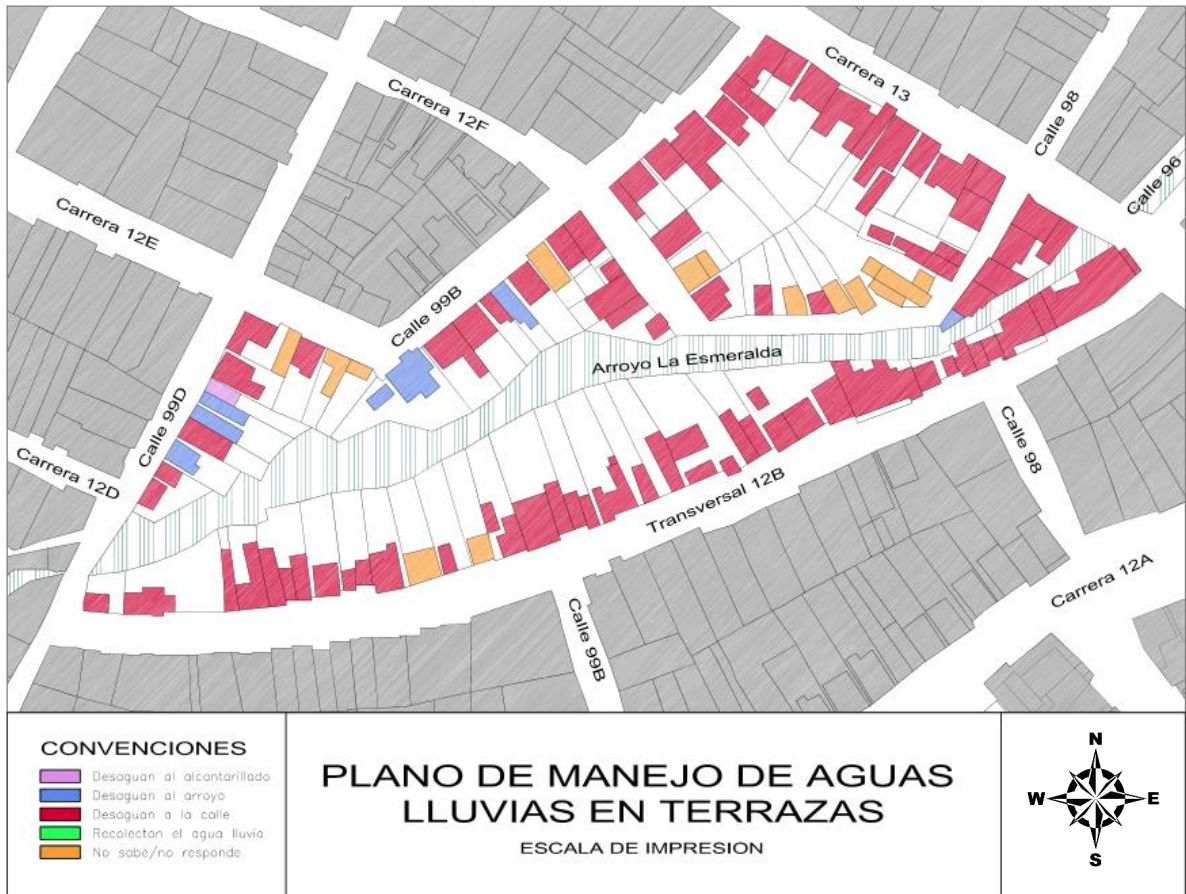 Carrera 13
Carrera 12F
Calle 98
Calle 96
Carrera 12E
Calle 99B
Arroyo La Esmeralda
Calle 99D
Carrera 12D
Calle 98
Transversal 12B
Carrera 12A
Calle 99B
CONVENCIONES
Desaguan al alcantarillado
Desaguan al arroyo
Desaguan a la calle
Recolectan el agua lluvia
No sabe/no responde
PLANO DE MANEJO DE AGUAS
LLUVIAS EN TERRAZAS
ESCALA DE IMPRESION
N
W
E
S